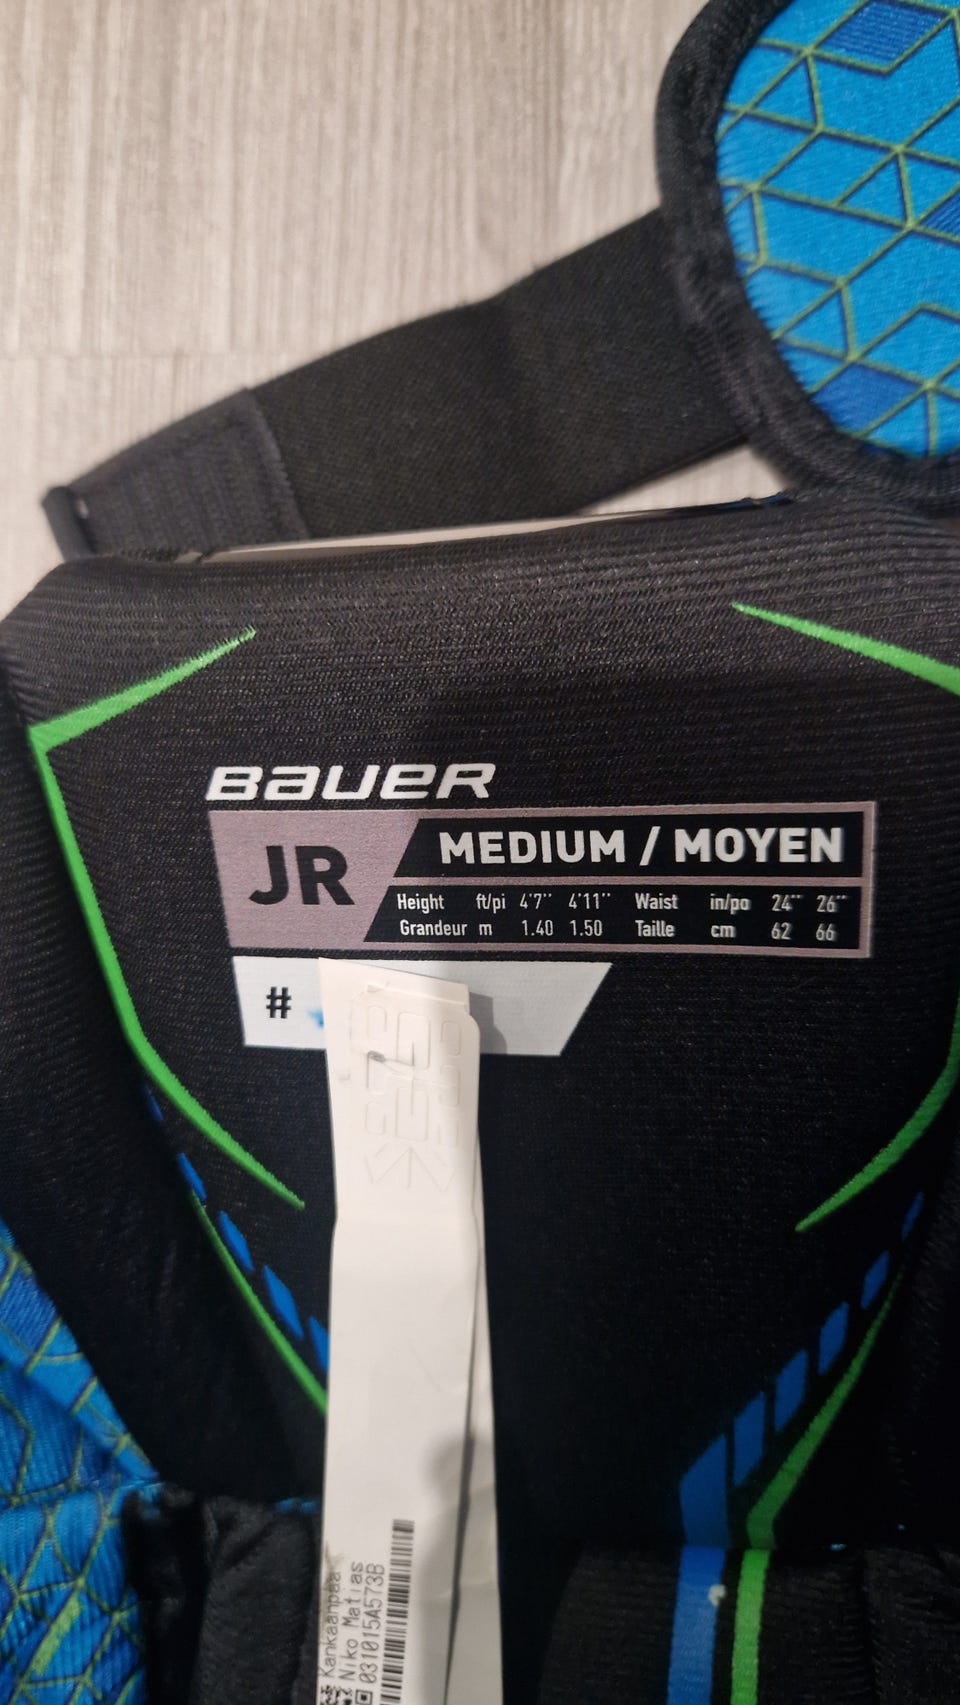 BAUER
JR
MEDIUM / MOYEN
Height ft/pi 4'7'' 4'11'' Waist in/po 24'' 26''
Grandeur m 1.40 1.50 Taille cm 62 66
#
Kankaanpää
Niko Matias
031015A573B